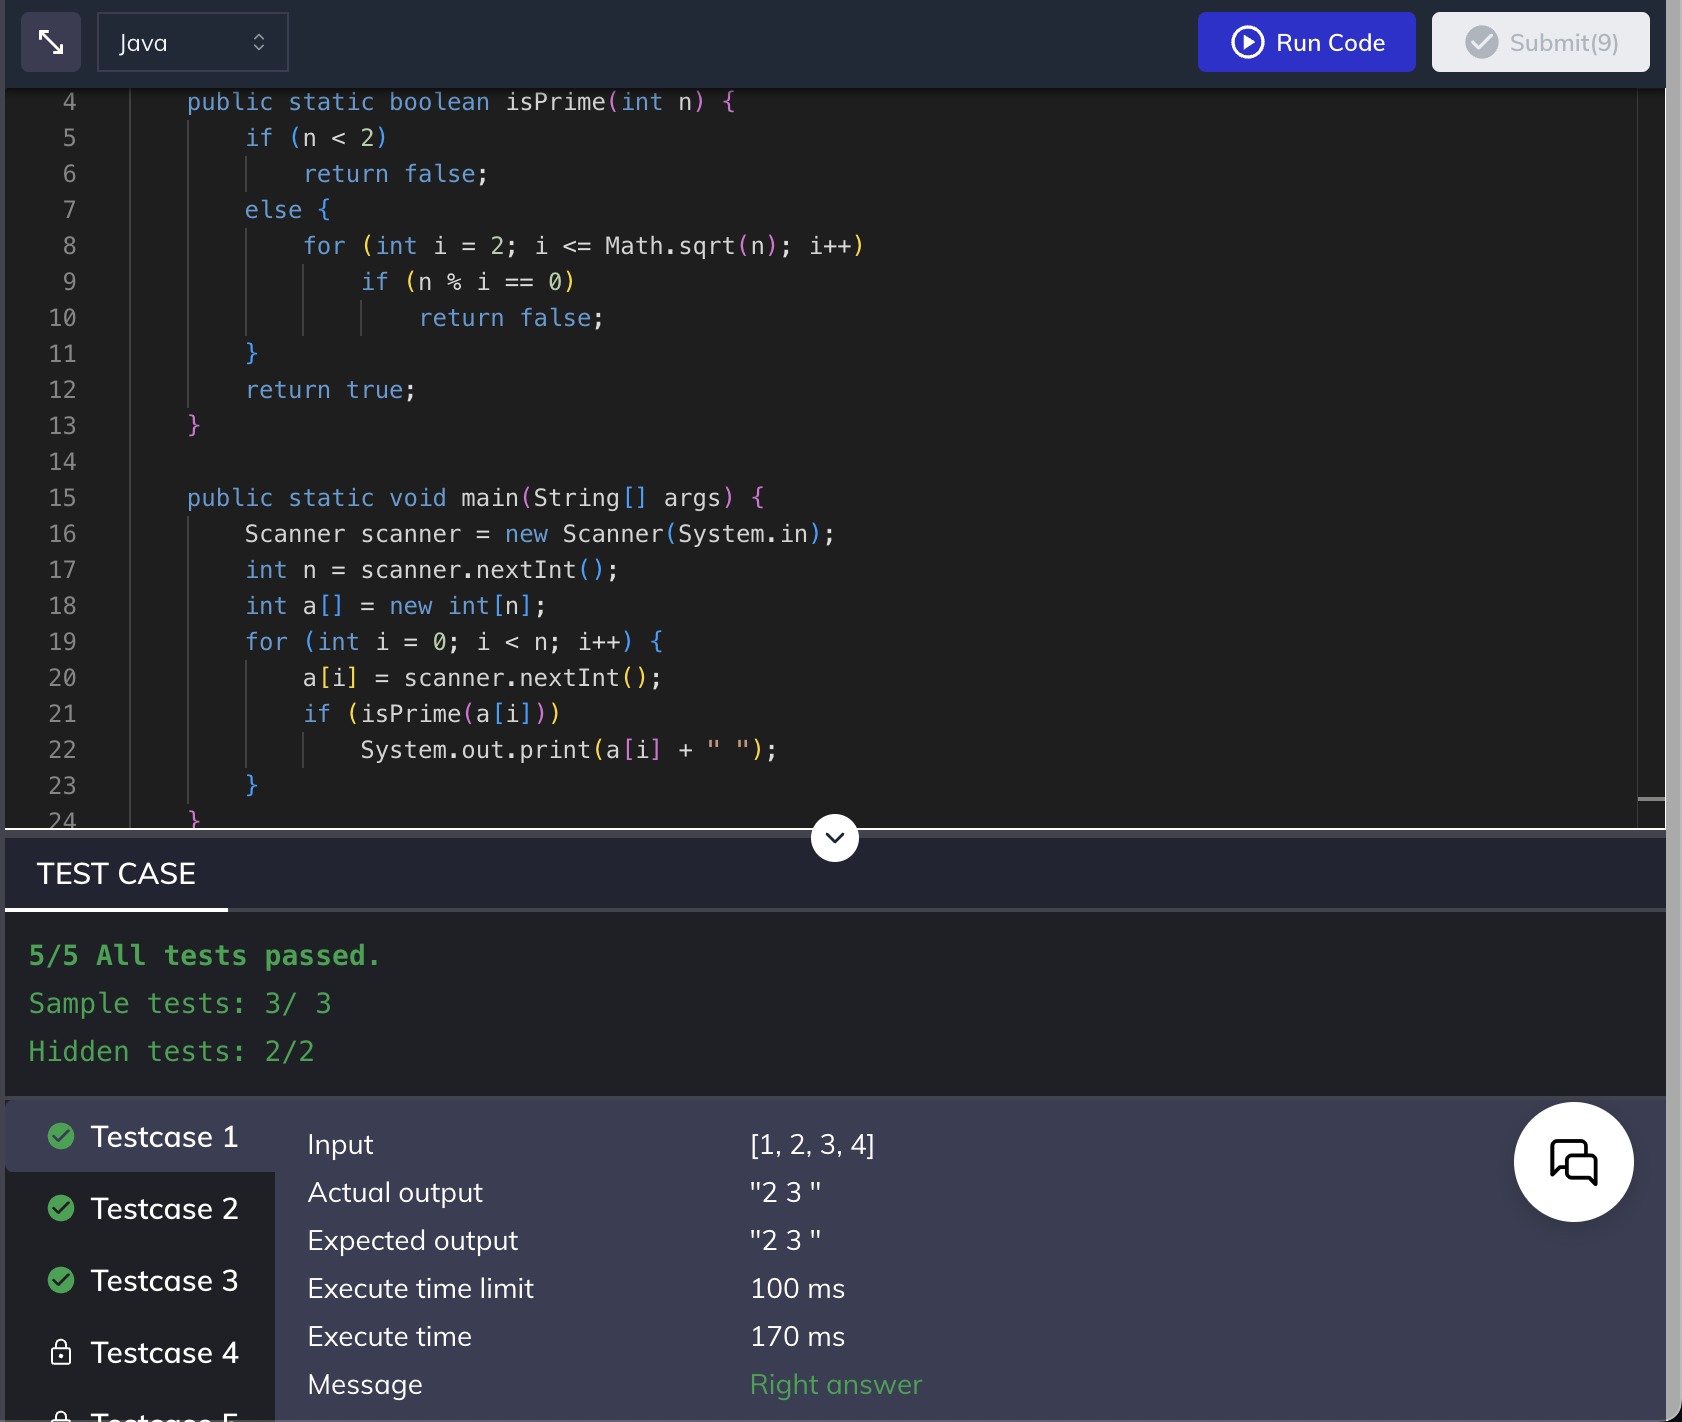 Java
Run Code
Submit(9)
4 public static boolean isPrime(int n) {
5 if (n < 2)
6 return false;
7 else {
8 for (int i = 2; i <= Math.sqrt(n); i++)
9 if (n % i == 0)
10 return false;
11 }
12 return true;
13 }
14
15 public static void main(String[] args) {
16 Scanner scanner = new Scanner(System.in);
17 int n = scanner.nextInt();
18 int a[] = new int[n];
19 for (int i = 0; i < n; i++) {
20 a[i] = scanner.nextInt();
21 if (isPrime(a[i]))
22 System.out.print(a[i] + " ");
23 }
24 }
TEST CASE
5/5 All tests passed.
Sample tests: 3/ 3
Hidden tests: 2/2
Testcase 1
Testcase 2
Testcase 3
Testcase 4
Testcase 5
Input [1, 2, 3, 4]
Actual output "2 3 "
Expected output "2 3 "
Execute time limit 100 ms
Execute time 170 ms
Message Right answer